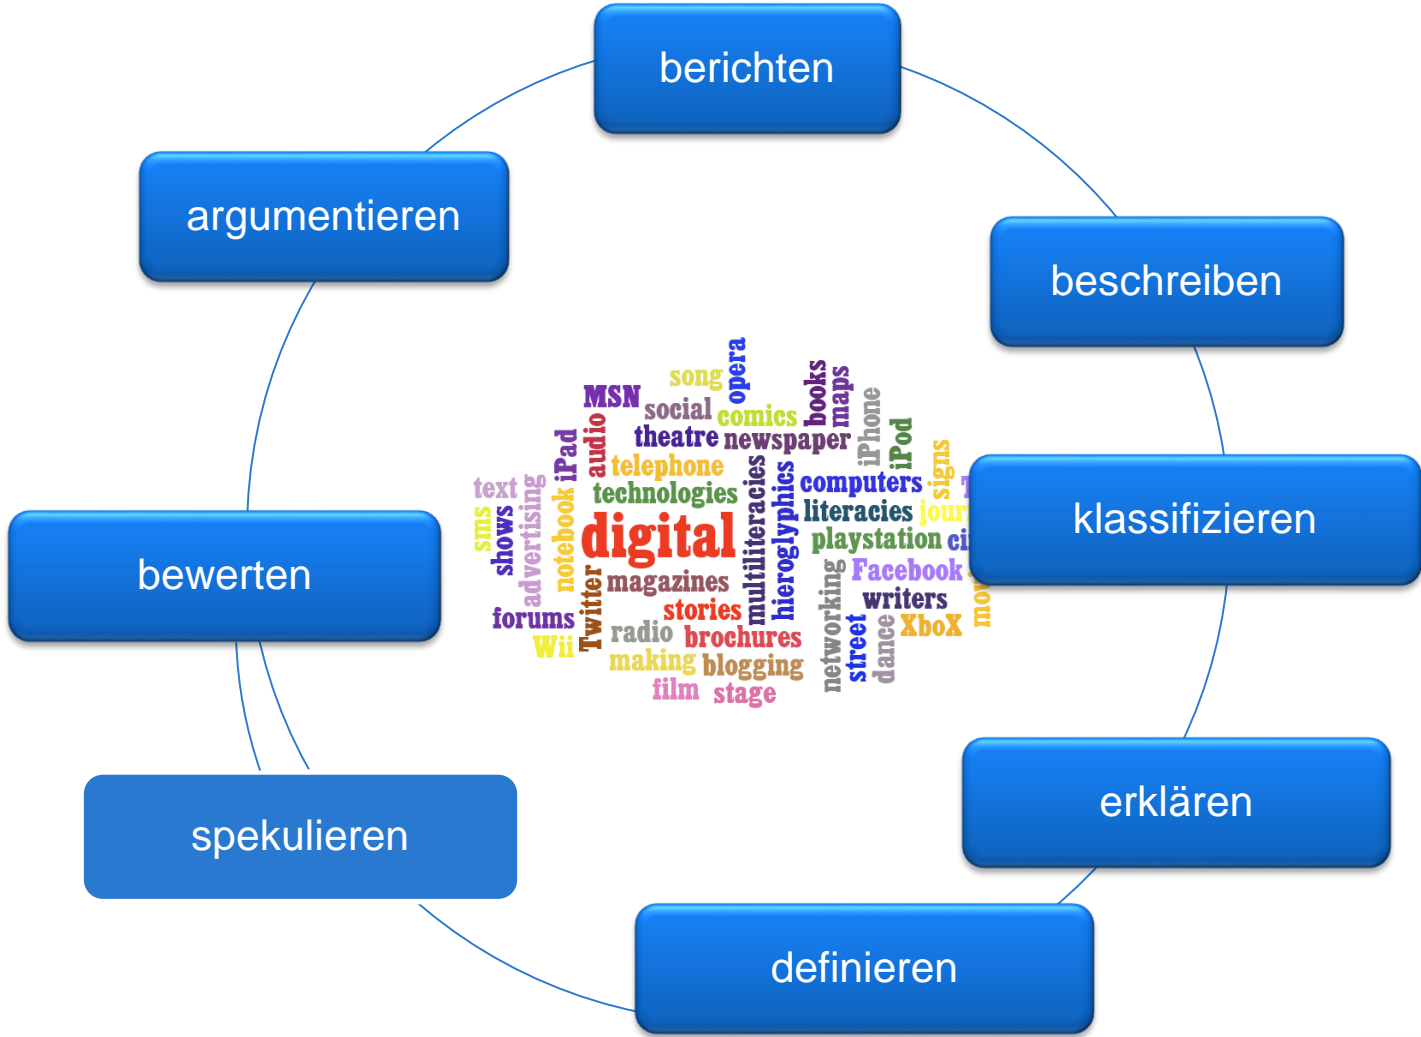 berichten
argumentieren
beschreiben
klassifizieren
bewerten
erklären
spekulieren
definieren
song
opera
MSN
social
comics
books
maps
iPhone
iPod
theatre
newspaper
audio
iPad
telephone
technologies
computers
signs
text
advertising
notebook
sms
shows
digital
multiliteracies
hieroglyphics
literacies
playstation
Facebook
magazines
writers
stories
forums
Twitter
Wii
radio
brochures
networking
street
dance
XboX
making
blogging
film
stage